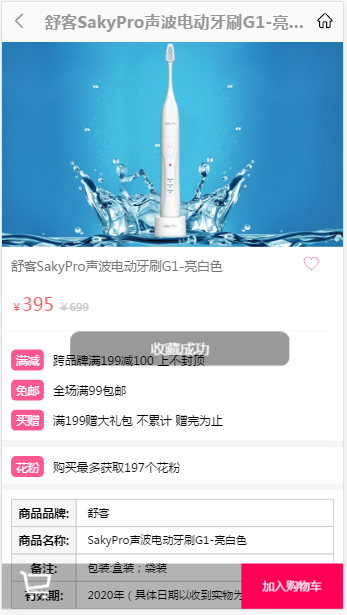 舒客SakyPro声波电动牙刷G1-亮...
舒客SakyPro声波电动牙刷G1-亮白色
￥395 ￥699
收藏成功
满减 跨品牌满199减100 上不封顶
免邮 全场满99包邮
买赠 满199赠大礼包 不累计 赠完为止
花粉 购买最多获取197个花粉
商品品牌: 舒客
商品名称: SakyPro声波电动牙刷G1-亮白色
备注: 包装:盒装；袋装
有效期: 2020年（具体日期以收到实物为
加入购物车